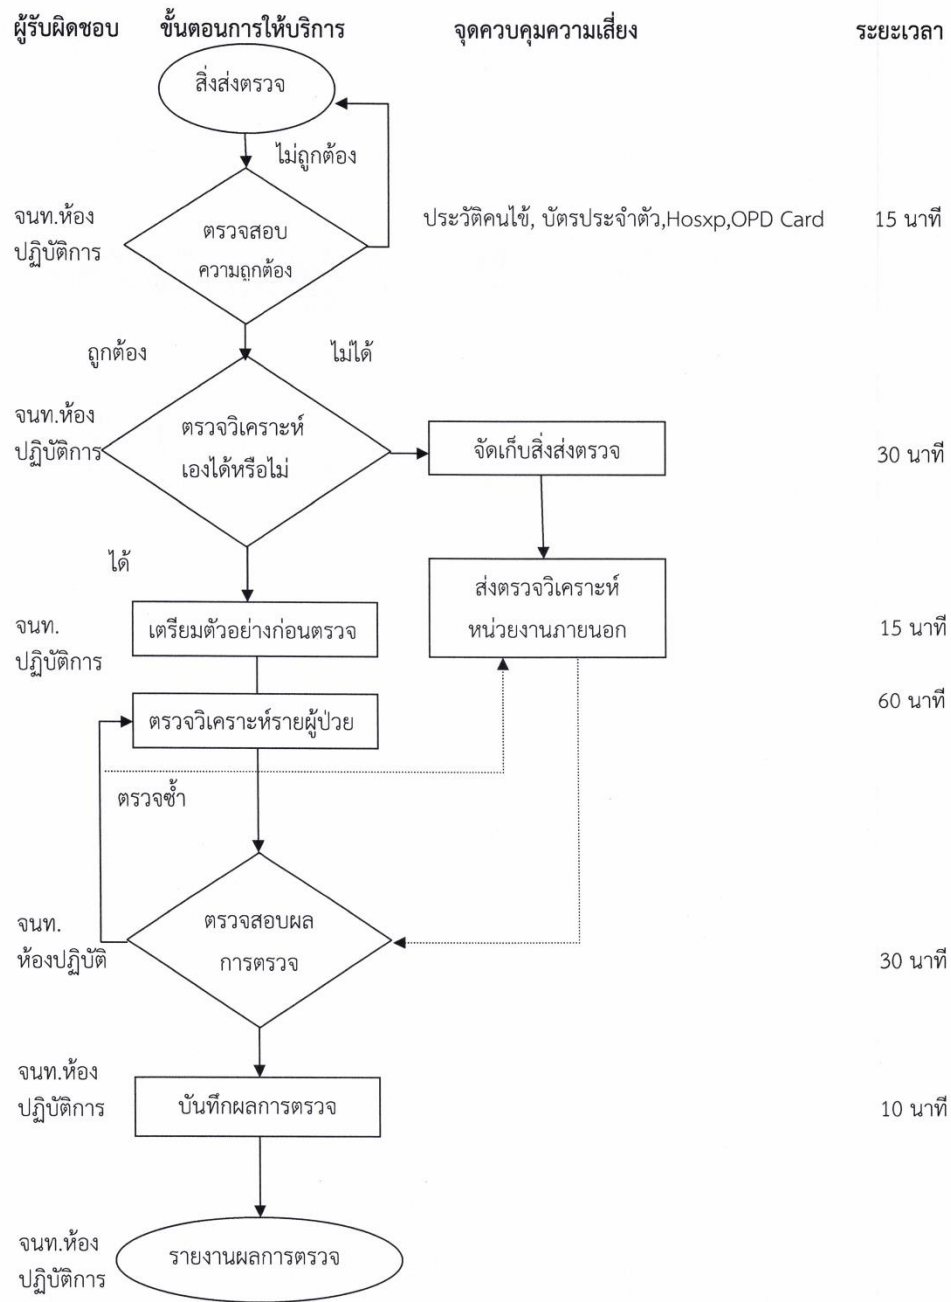 ผู้รับผิดชอบ ขั้นตอนการให้บริการ จุดควบคุมความเสี่ยง ระยะเวลา
สิ่งส่งตรวจ
ไม่ถูกต้อง
จนท.ห้อง
ปฏิบัติการ
ตรวจสอบ
ความถูกต้อง
ประวัติคนไข้, บัตรประจำตัว,Hosxp,OPD Card 15 นาที
ถูกต้อง ไม่ได้
จนท.ห้อง
ปฏิบัติการ
ตรวจวิเคราะห์
เองได้หรือไม่
จัดเก็บสิ่งส่งตรวจ 30 นาที
ได้
ส่งตรวจวิเคราะห์
หน่วยงานภายนอก
จนท.
ปฏิบัติการ
เตรียมตัวอย่างก่อนตรวจ 15 นาที
ตรวจวิเคราะห์รายผู้ป่วย 60 นาที
ตรวจซ้ำ
จนท.
ห้องปฏิบัติ
ตรวจสอบผล
การตรวจ
30 นาที
จนท.ห้อง
ปฏิบัติการ
บันทึกผลการตรวจ 10 นาที
จนท.ห้อง
ปฏิบัติการ
รายงานผลการตรวจ